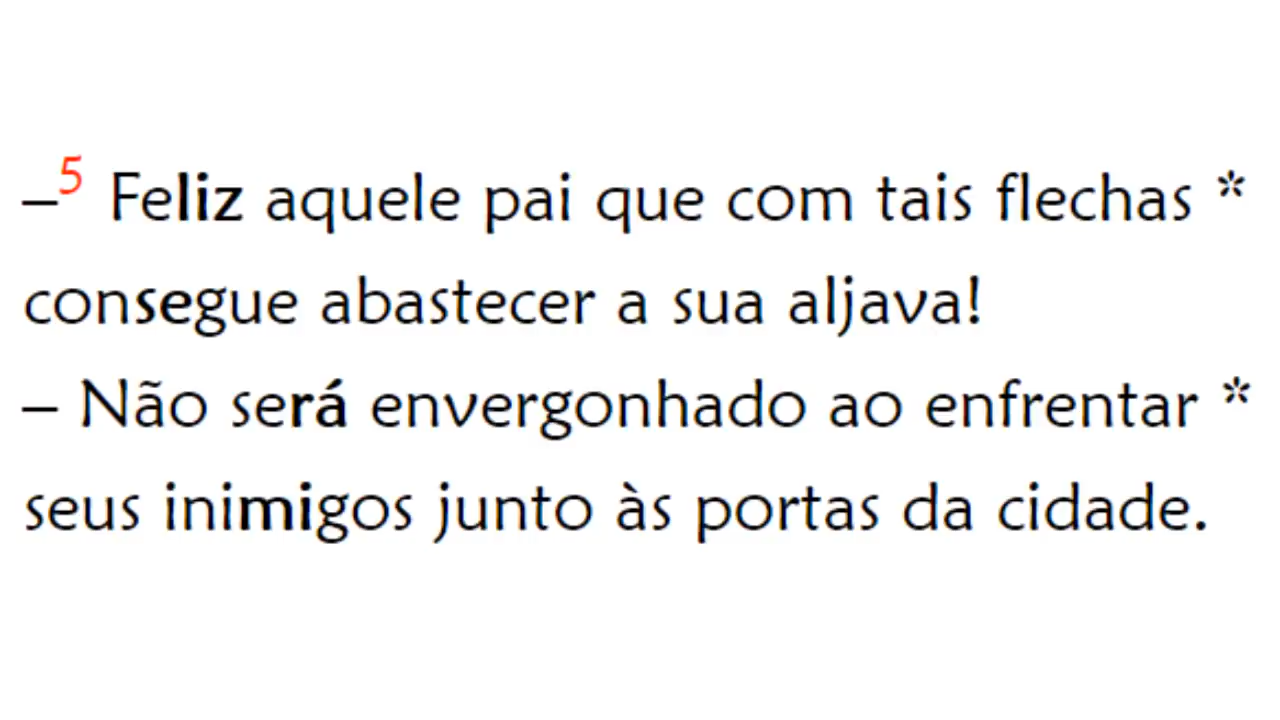 –5 Feliz aquele pai que com tais flechas *
consegue abastecer a sua aljava!
– Não será envergonhado ao enfrentar *
seus inimigos junto às portas da cidade.